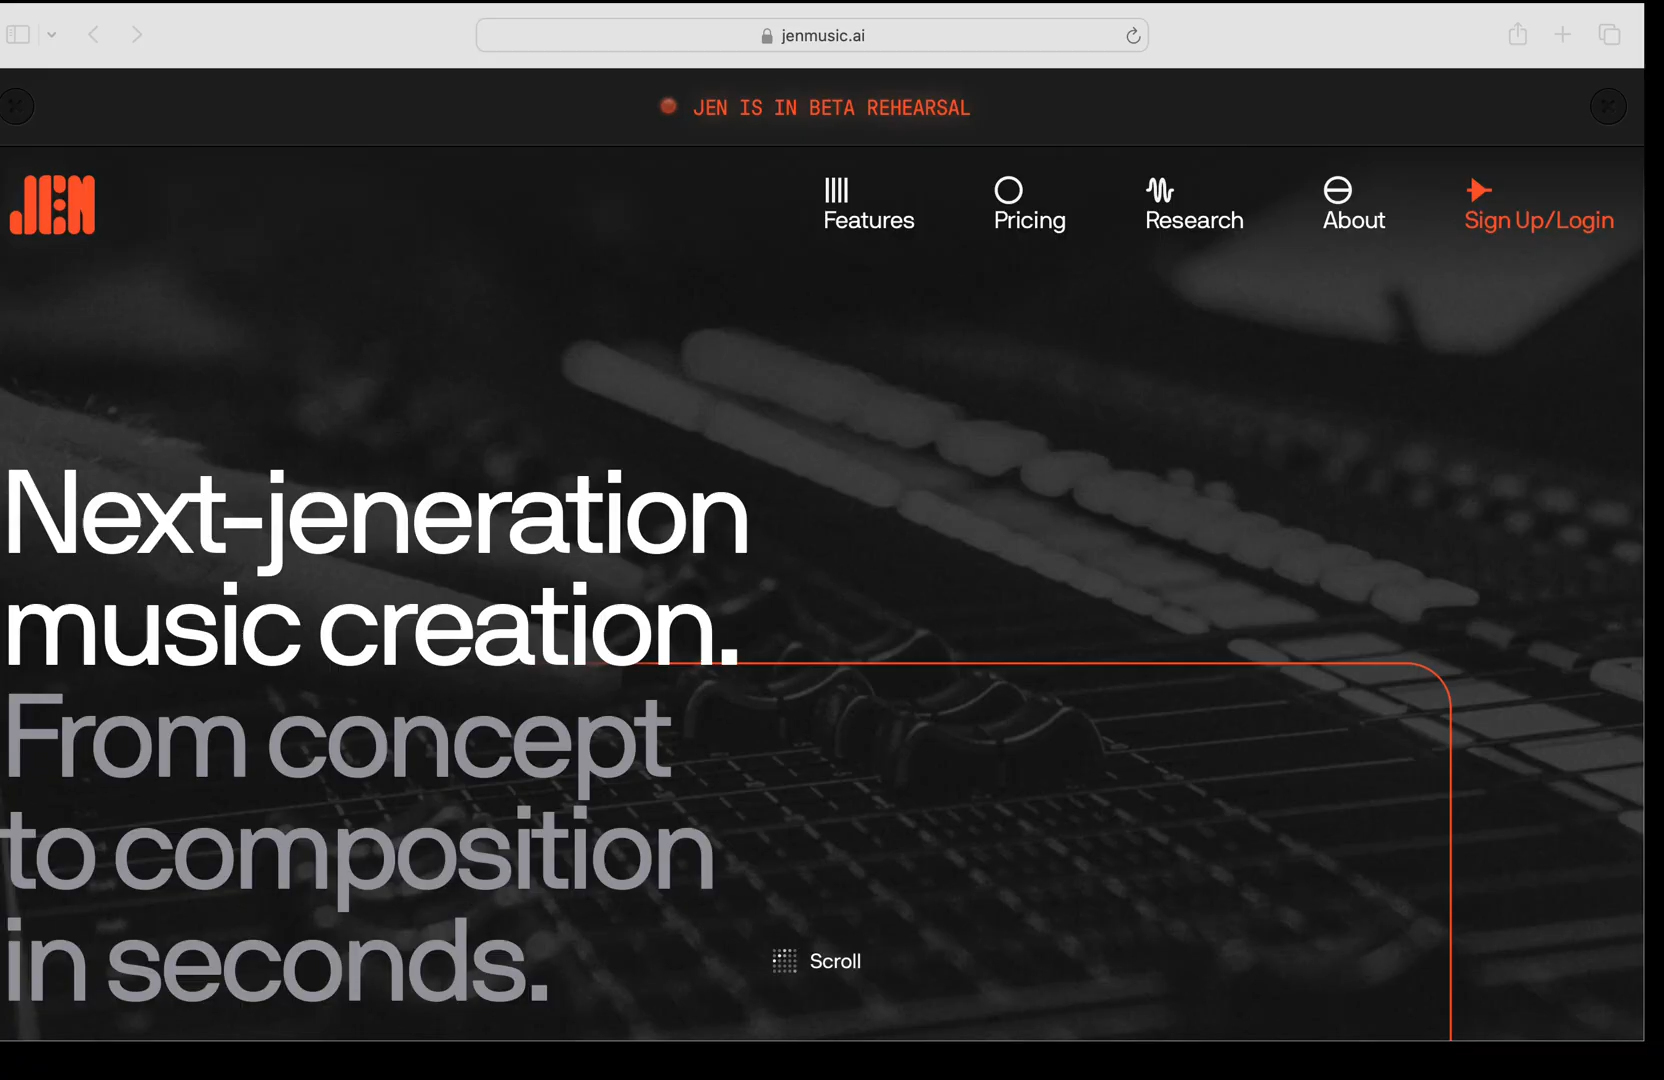 jenmusic.ai
JEN IS IN BETA REHEARSAL
JEN
Features
Pricing
Research
About
Sign Up/Login
Next-jeneration
music creation.
From concept
to composition
in seconds.
Scroll